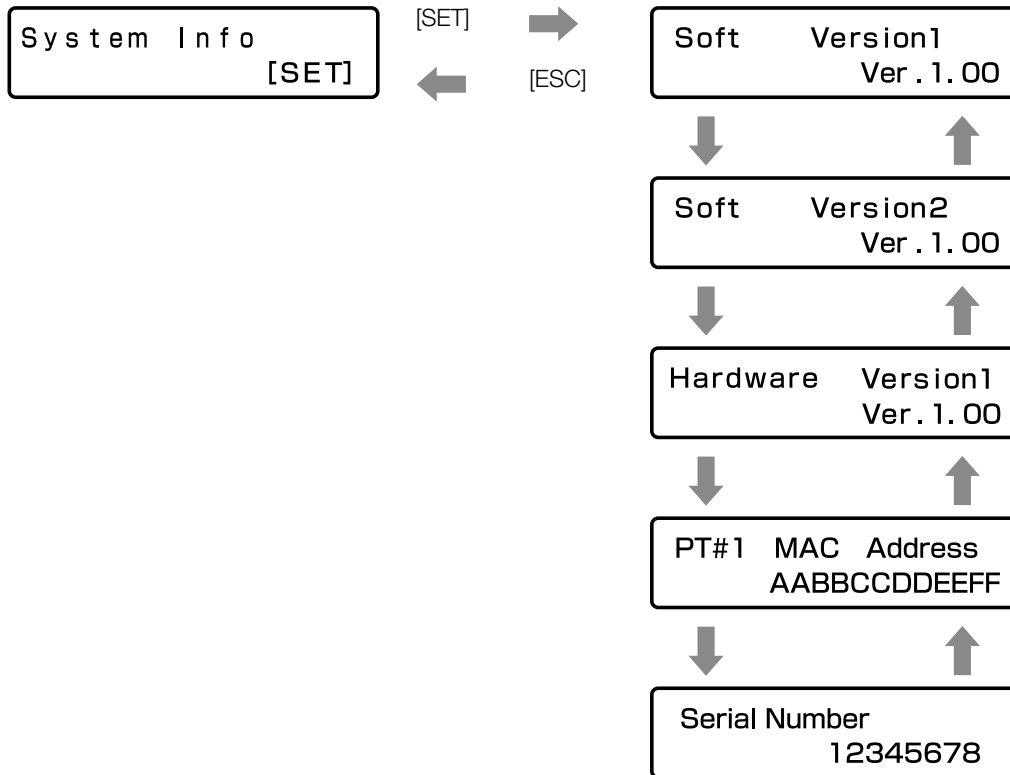 System Info
[SET]
[SET]
[ESC]
Soft Version1
Ver.1.00
Soft Version2
Ver.1.00
Hardware Version1
Ver.1.00
PT#1 MAC Address
AABBCCDDEEFF
Serial Number
12345678